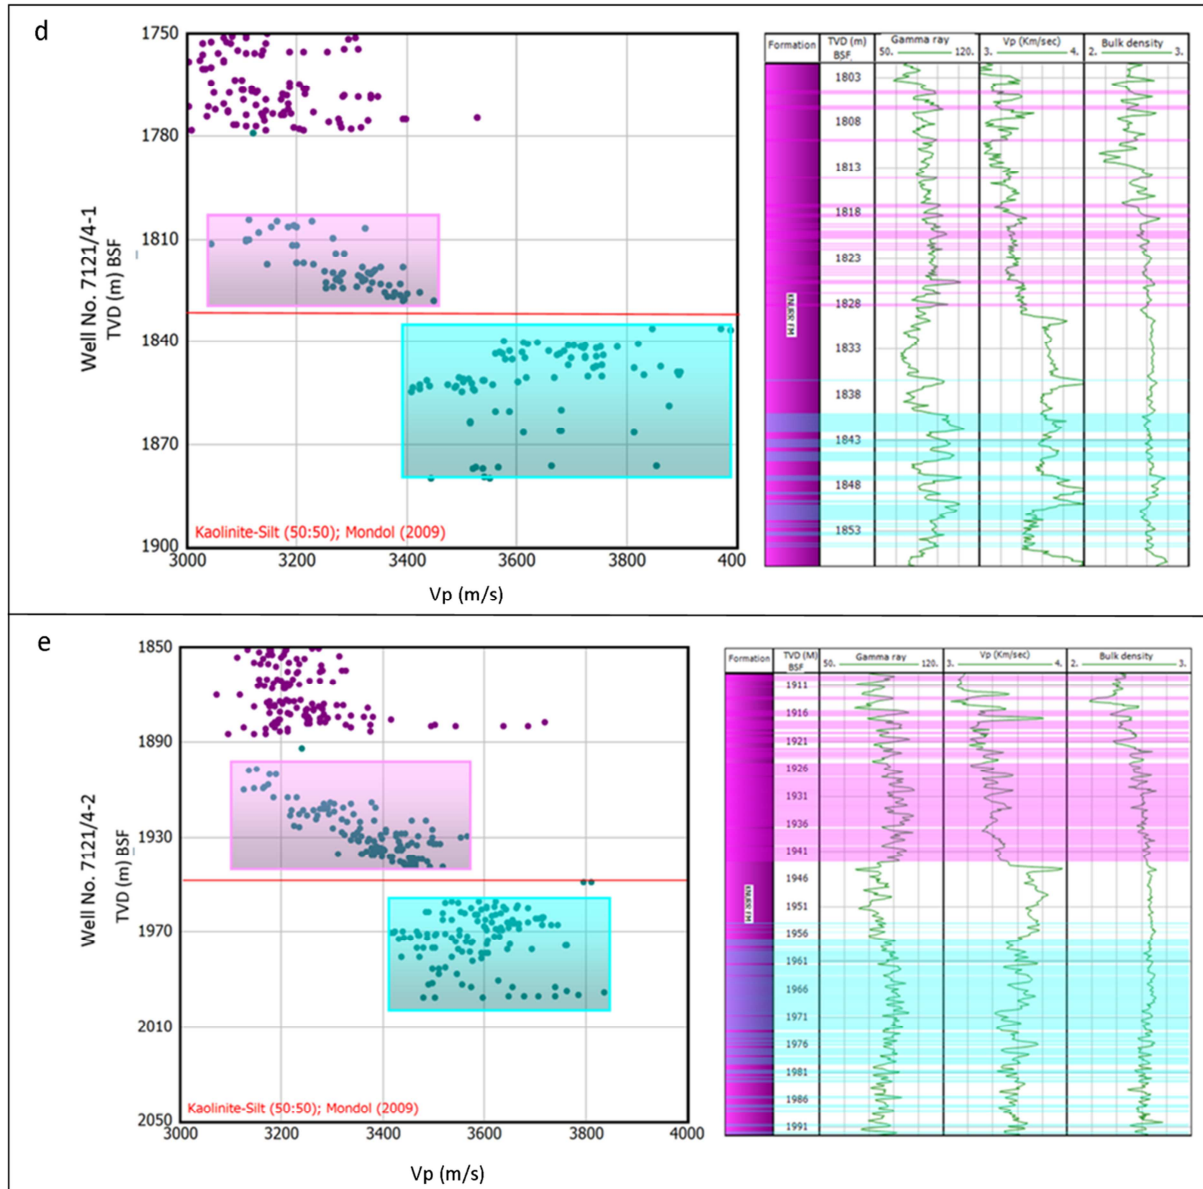 d
1750
1780
1810
1840
1870
1900
Well No. 7121/4-1
TVD (m) BSF
Kaolinite-Silt (50:50); Mondol (2009)
3000 3200 3400 3600 3800 400
Vp (m/s)
Formation TVD (m) BSF Gamma ray Vp (Km/sec) Bulk density
50. 120. 3. 4. 2. 3.
1803
1808
1813
1818
1823
1828
1833
1838
1843
1848
1853
e
1850
1890
1930
1970
2010
2050
Well No. 7121/4-2
TVD (m) BSF
Kaolinite-Silt (50:50); Mondol (2009)
3000 3200 3400 3600 3800 4000
Vp (m/s)
Formation TVD (M) BSF Gamma ray Vp (Km/sec) Bulk density
50. 120. 3. 4. 2. 3.
1911
1916
1921
1926
1931
1936
1941
1946
1951
1956
1961
1966
1971
1976
1981
1986
1991